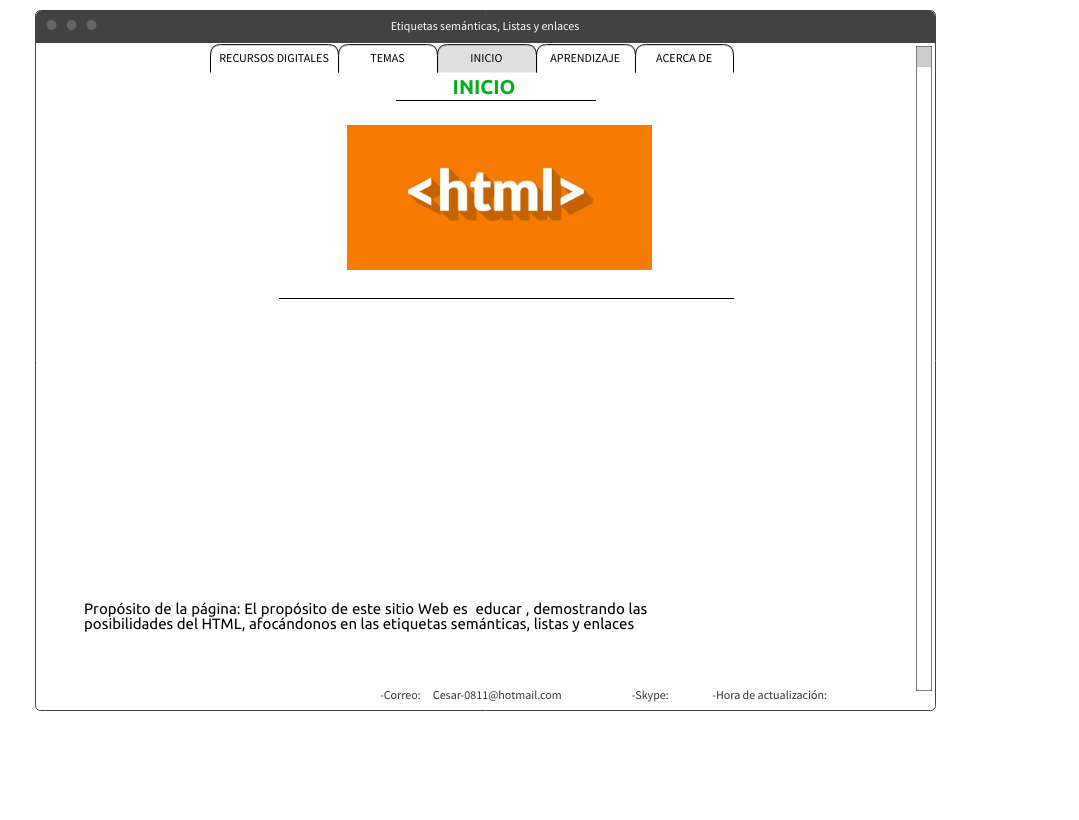 Etiquetas semánticas, Listas y enlaces
RECURSOS DIGITALES TEMAS INICIO APRENDIZAJE ACERCA DE
INICIO
<html>
Propósito de la página: El propósito de este sitio Web es  educar , demostrando las
posibilidades del HTML, afocándonos en las etiquetas semánticas, listas y enlaces
-Correo: Cesar-0811@hotmail.com -Skype: -Hora de actualización: